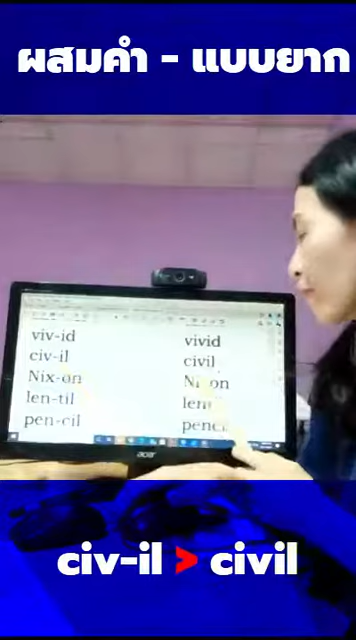 ผสมคำ - แบบยาก
viv-id vivid
civ-il civil
Nix-on
len-til
pen-cil
acer
civ-il > civil